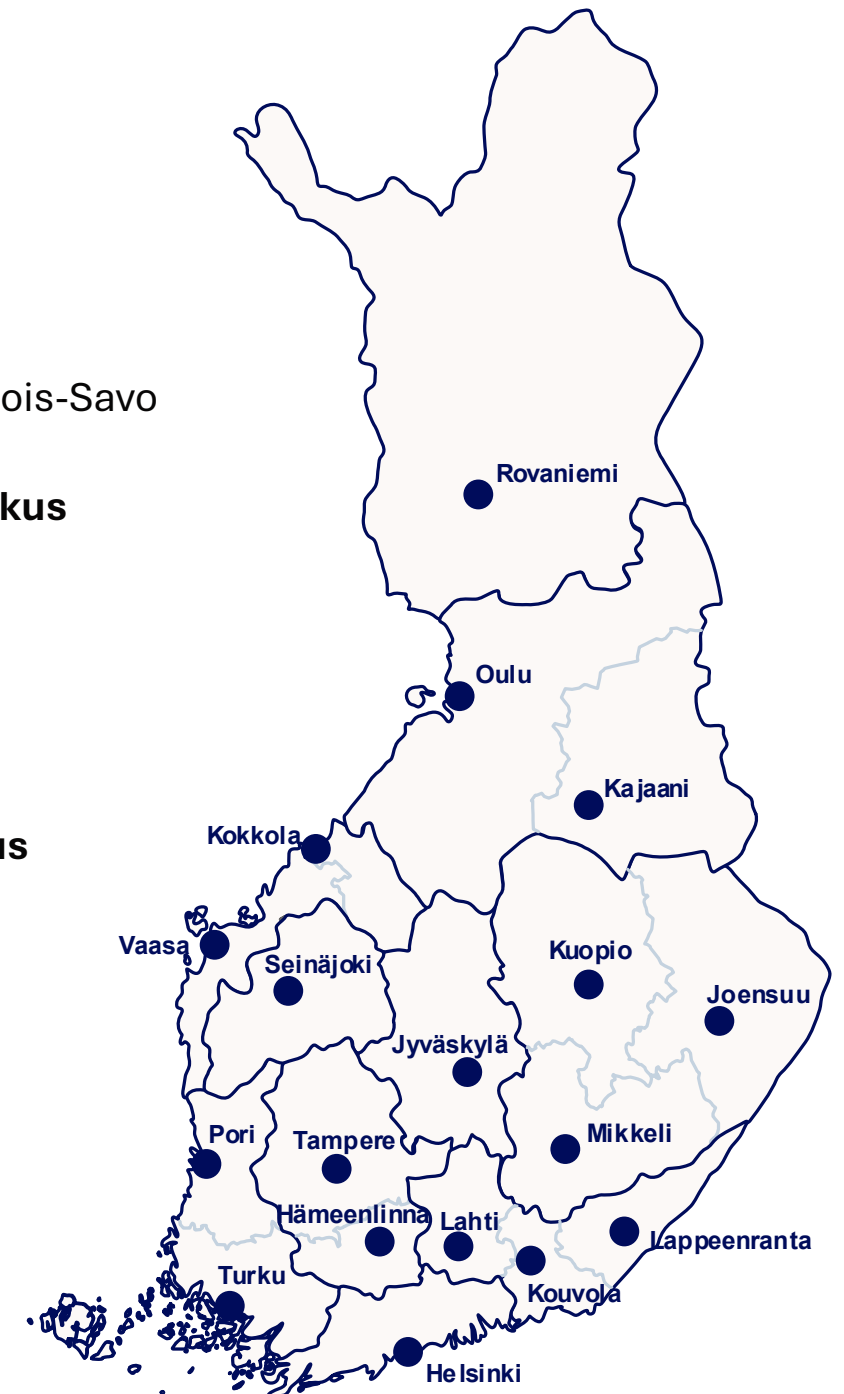 ois-Savo
Rovaniemi
kus
Oulu
Kajaani
Kokkola
us
Vaasa
Seinäjoki
Kuopio
Joensuu
Jyväskylä
Pori
Tampere
Mikkeli
Hämeenlinna
Lahti
Lappeenranta
Turku
Kouvola
Helsinki